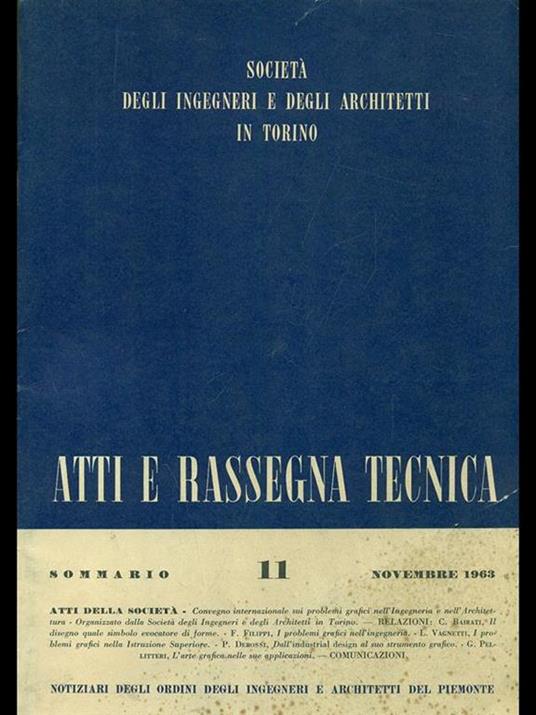 SOCIETÀ
DEGLI INGEGNERI E DEGLI ARCHITETTI
IN TORINO
ATTI E RASSEGNA TECNICA
SOMMARIO 11 NOVEMBRE 1963
ATTI DELLA SOCIETÀ - Convegno internazionale sui problemi grafici nell'Ingegneria e nell'Architet-
tura - Organizzato dalla Società degli Ingegneri e degli Architetti in Torino. — RELAZIONI: C. BAIRATI, Il
disegno quale simbolo evocatore di forme. - F. FILIPPI, I problemi grafici nell'ingegneria. - L. VAGNETTI, I pro-
blemi grafici nella Istruzione Superiore. - P. DEROSSI, Dall'industrial design al suo strumento grafico. - G. PEL-
LITTERI, L'arte grafica nelle sue applicazioni. — COMUNICAZIONI.
NOTIZIARI DEGLI ORDINI DEGLI INGEGNERI E ARCHITETTI DEL PIEMONTE